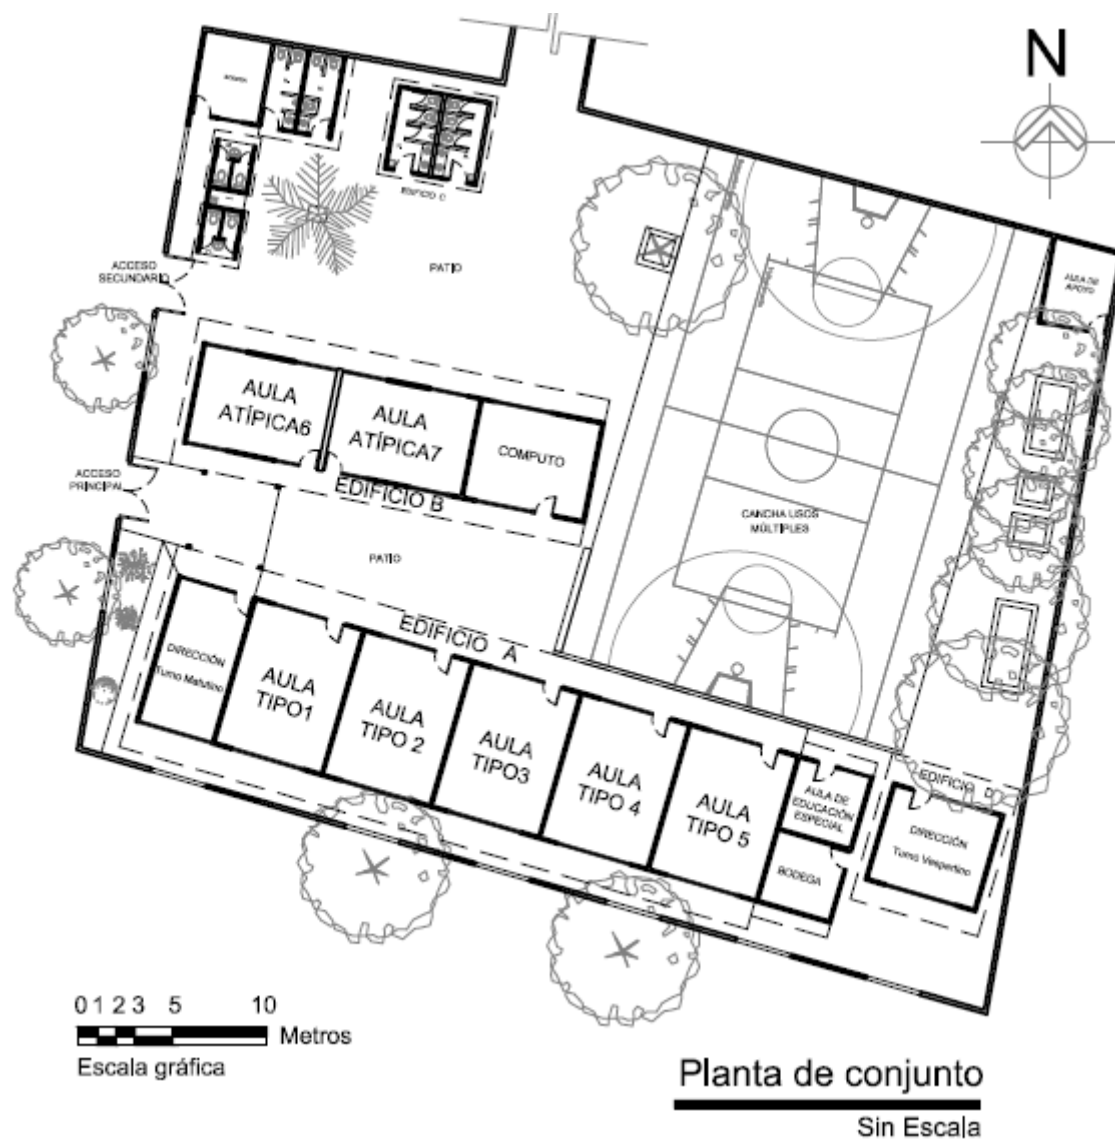 N
EDIFICIO C
ACCESO
SECUNDARIO
PATIO
AULA DE
APOYO
AULA
ATÍPICA6
AULA
ATÍPICA7
COMPUTO
ACCESO
PRINCIPAL
EDIFICIO B
CANCHA USOS
MÚLTIPLES
PATIO
EDIFICIO A
DIRECCIÓN
Turno Matutino
AULA
TIPO1
AULA
TIPO 2
AULA
TIPO3
AULA
TIPO 4
AULA
TIPO 5
AULA DE
EDUCACIÓN
ESPECIAL
BODEGA
EDIFICIO D
DIRECCIÓN
Turno Vespertino
0 1 2 3 5 10
Metros
Escala gráfica
Planta de conjunto
Sin Escala